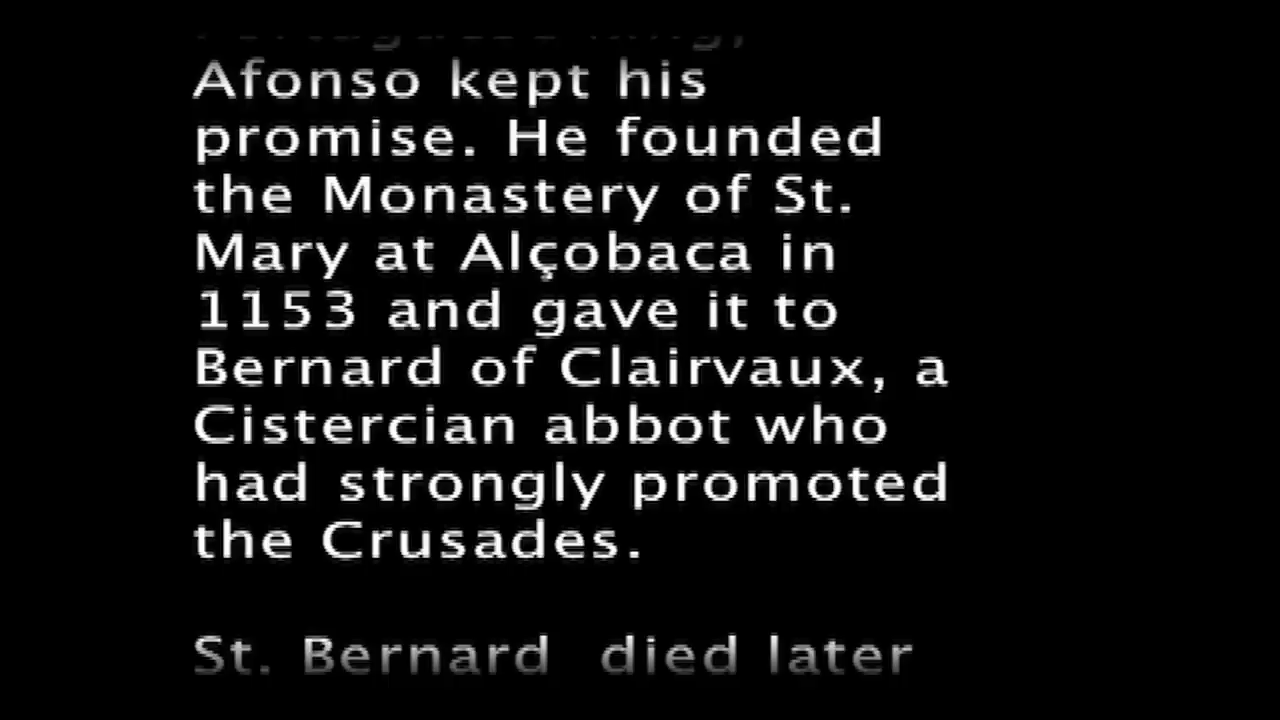 Afonso kept his
promise. He founded
the Monastery of St.
Mary at Alçobaca in
1153 and gave it to
Bernard of Clairvaux, a
Cistercian abbot who
had strongly promoted
the Crusades.
St. Bernard died later